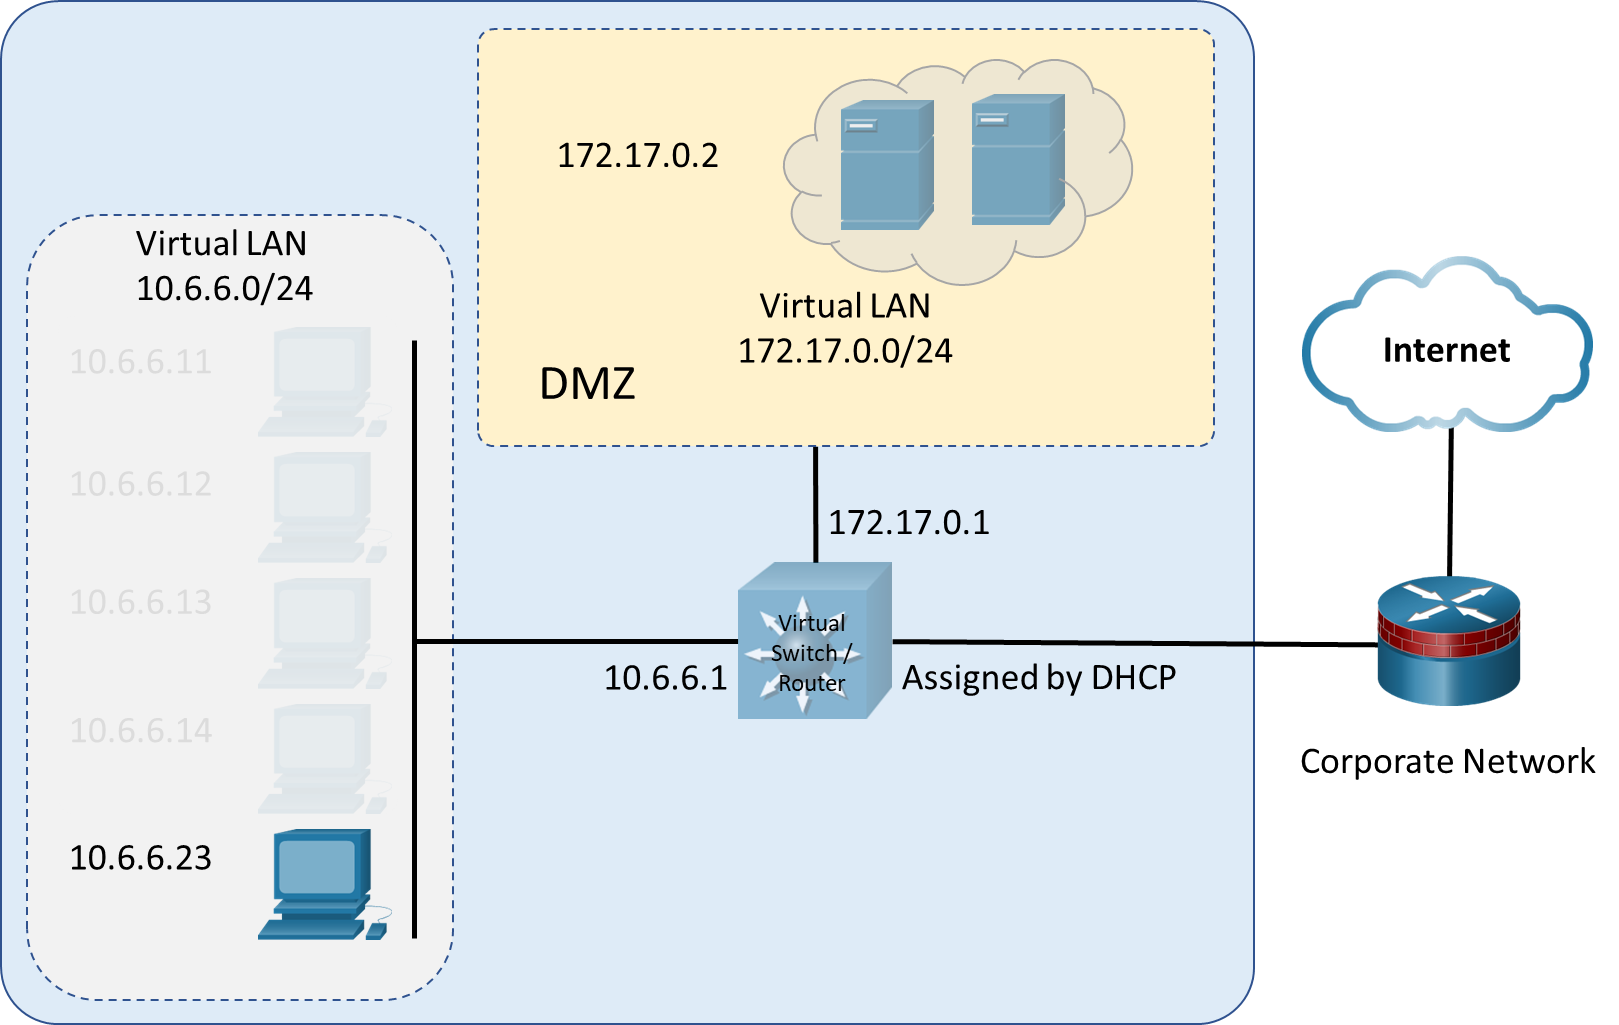 172.17.0.2
Virtual LAN
172.17.0.0/24
DMZ
Virtual LAN
10.6.6.0/24
10.6.6.11
10.6.6.12
10.6.6.13
10.6.6.14
10.6.6.23
172.17.0.1
Virtual
Switch /
Router
10.6.6.1
Assigned by DHCP
Internet
Corporate Network